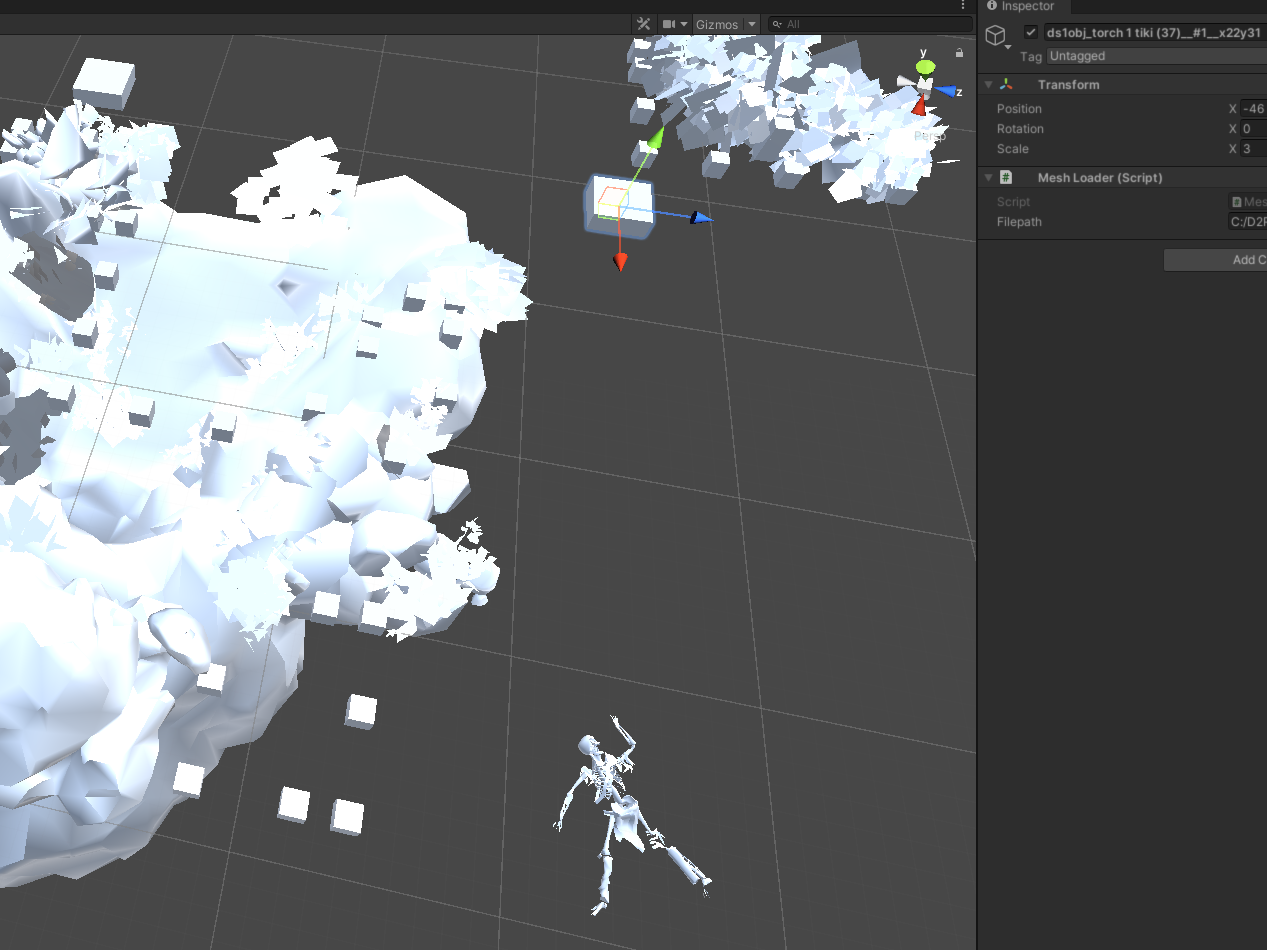 Inspector
Gizmos
All
ds1obj_torch 1 tiki (37)__#1__x22y31
Tag Untagged
y
z
Persp
Transform
Position X -46
Rotation X 0
Scale X 3
# Mesh Loader (Script)
Script Mes
Filepath C:/D2F
Add C